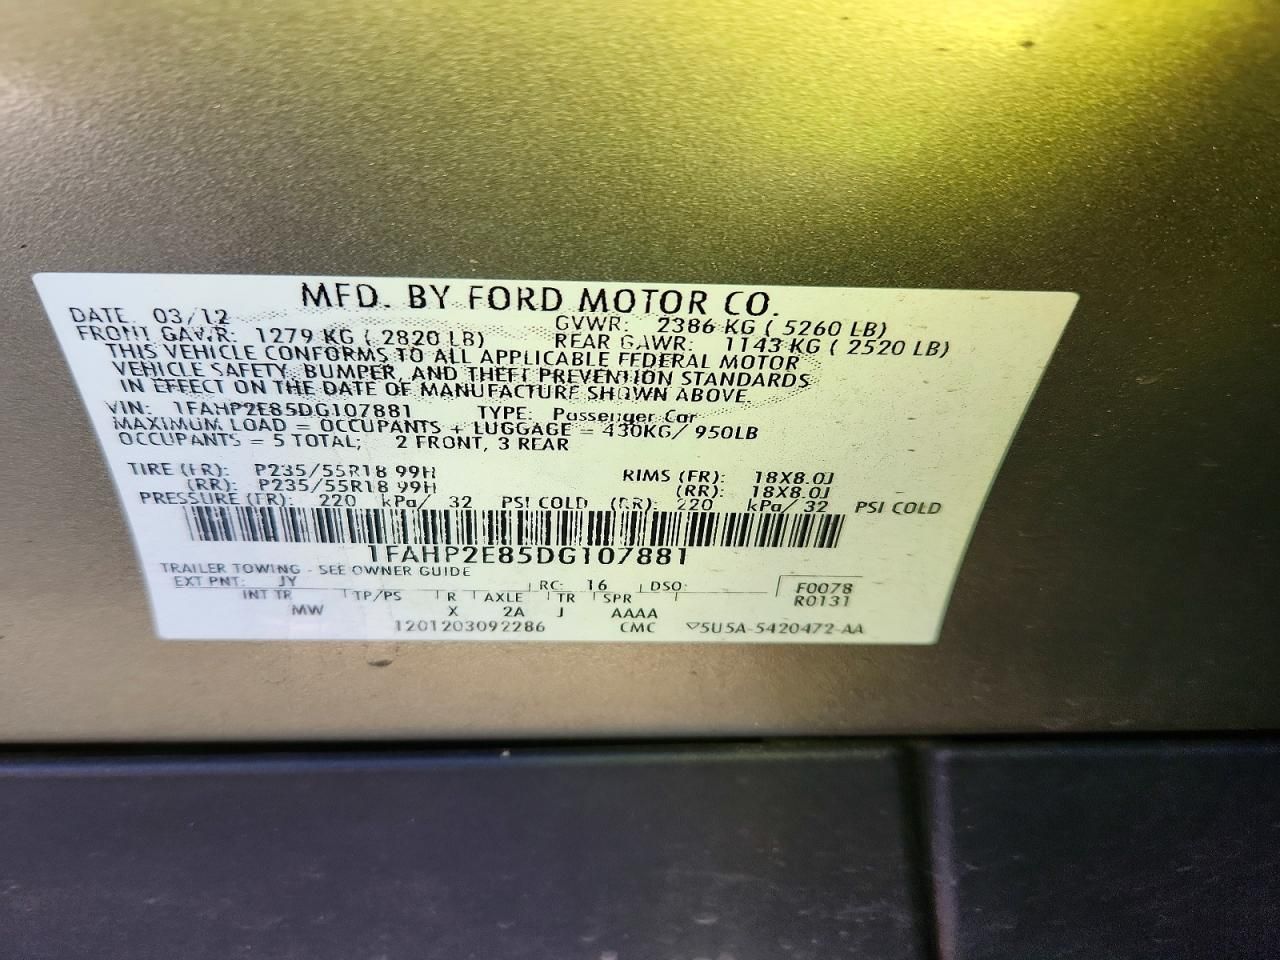 MFD. BY FORD MOTOR CO.
DATE. 03/12 GVWR: 2386 KG ( 5260 LB)
FRONT GAWR: 1279 KG ( 2820 LB) REAR GAWR: 1143 KG ( 2520 LB)
THIS VEHICLE CONFORMS TO ALL APPLICABLE FEDERAL MOTOR
VEHICLE SAFETY, BUMPER, AND THEFT PREVENTION STANDARDS
IN EFFECT ON THE DATE OF MANUFACTURE SHOWN ABOVE.
VIN: 1FAHP2E85DG107881 TYPE: Passenger Car
MAXIMUM LOAD = OCCUPANTS + LUGGAGE = 430KG/ 950LB
OCCUPANTS = 5 TOTAL; 2 FRONT, 3 REAR
TIRE (FR): P235/55R18 99H RIMS (FR): 18X8.0J
(RR): P235/55R18 99H (RR): 18X8.0J
PRESSURE (FR): 220 kPa/ 32 PSI COLD (RR): 220 kPa/ 32 PSI COLD
1FAHP2E85DG107881
TRAILER TOWING - SEE OWNER GUIDE
EXT PNT: JY RC: 16 DSO: F0078
INT TR TP/PS R AXLE TR SPR R0131
MW X 2A J AAAA
1201203092286 CMC ▽5U5A-5420472-AA